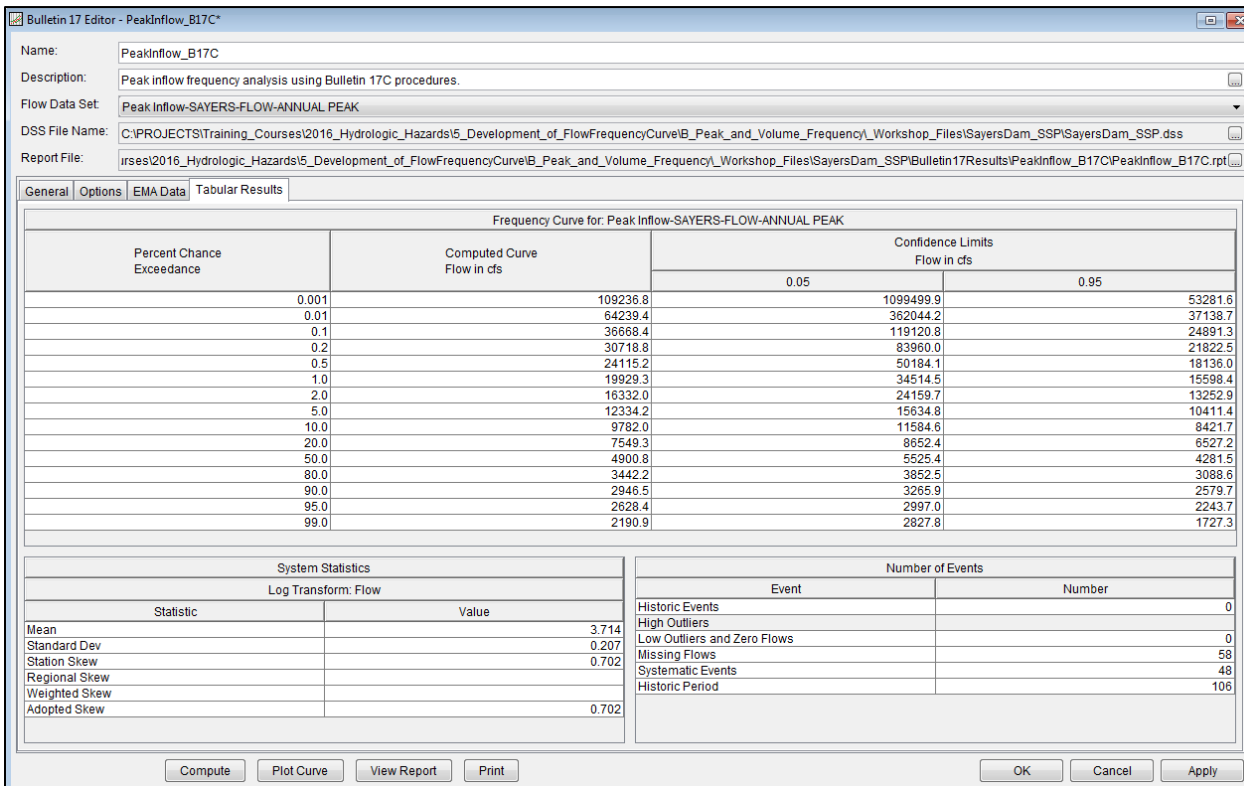 Bulletin 17 Editor - PeakInflow_B17C*
Name: PeakInflow_B17C
Description: Peak inflow frequency analysis using Bulletin 17C procedures. ...
Flow Data Set: Peak Inflow-SAYERS-FLOW-ANNUAL PEAK
DSS File Name: C:\PROJECTS\Training_Courses\2016_Hydrologic_Hazards\5_Development_of_FlowFrequencyCurve\B_Peak_and_Volume_Frequency\_Workshop_Files\SayersDam_SSP\SayersDam_SSP.dss ...
Report File: ırses\2016_Hydrologic_Hazards\5_Development_of_FlowFrequencyCurve\B_Peak_and_Volume_Frequency\_Workshop_Files\SayersDam_SSP\Bulletin17Results\PeakInflow_B17C\PeakInflow_B17C.rpt ...
General Options EMA Data Tabular Results
Frequency Curve for: Peak Inflow-SAYERS-FLOW-ANNUAL PEAK
Percent Chance Exceedance Computed Curve Flow in cfs Confidence Limits Flow in cfs
0.05 0.95
0.001 109236.8 1099499.9 53281.6
0.01 64239.4 362044.2 37138.7
0.1 36668.4 119120.8 24891.3
0.2 30718.8 83960.0 21822.5
0.5 24115.2 50184.1 18136.0
1.0 19929.3 34514.5 15598.4
2.0 16332.0 24159.7 13252.9
5.0 12334.2 15634.8 10411.4
10.0 9782.0 11584.6 8421.7
20.0 7549.3 8652.4 6527.2
50.0 4900.8 5525.4 4281.5
80.0 3442.2 3852.5 3088.6
90.0 2946.5 3265.9 2579.7
95.0 2628.4 2997.0 2243.7
99.0 2190.9 2827.8 1727.3
System Statistics
Log Transform: Flow
Statistic Value
Mean 3.714
Standard Dev 0.207
Station Skew 0.702
Regional Skew
Weighted Skew
Adopted Skew 0.702
Number of Events
Event Number
Historic Events 0
High Outliers
Low Outliers and Zero Flows 0
Missing Flows 58
Systematic Events 48
Historic Period 106
Compute Plot Curve View Report Print OK Cancel Apply